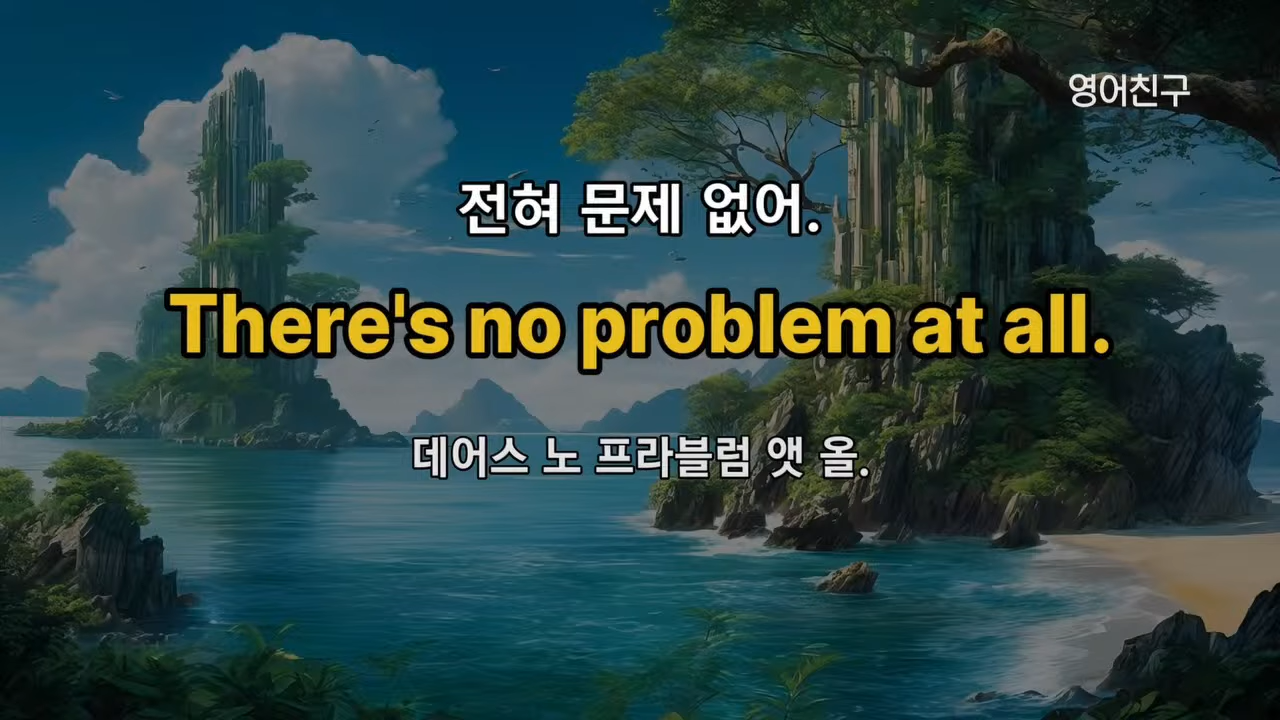 영어친구
전혀 문제 없어.
There's no problem at all.
데어스 노 프라블럼 앳 올.